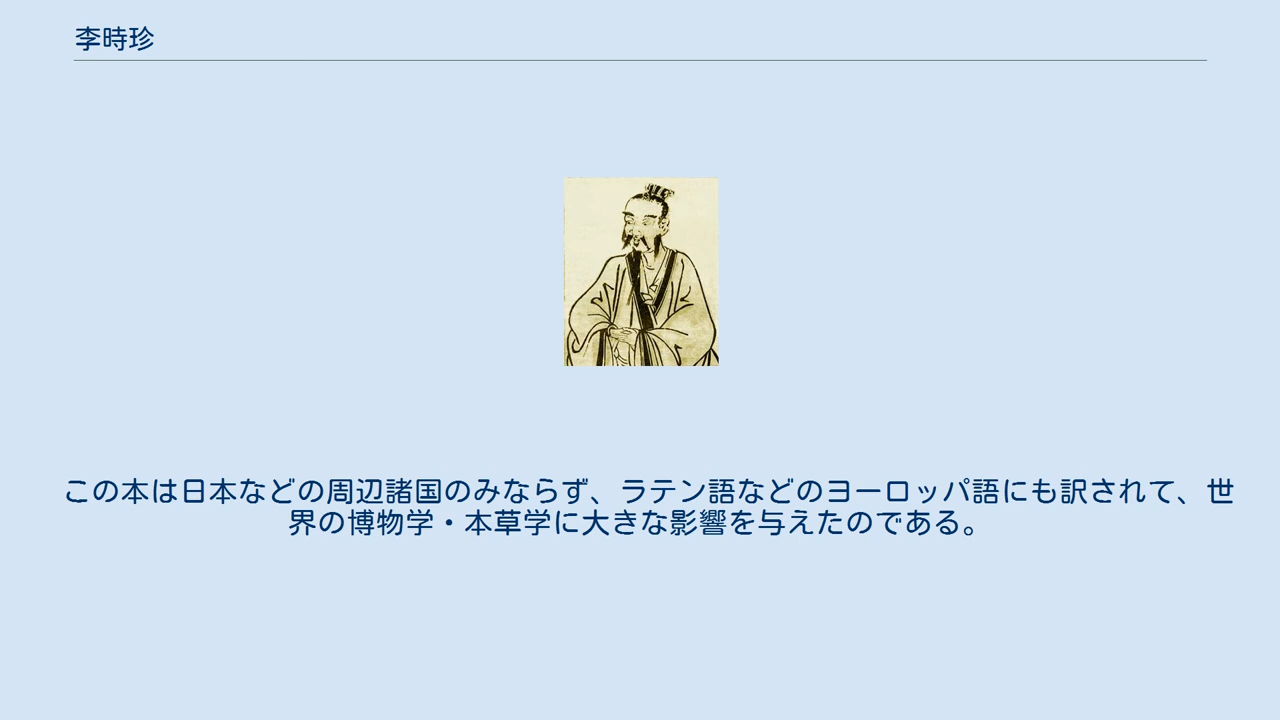 李時珍
この本は日本などの周辺諸国のみならず、ラテン語などのヨーロッパ語にも訳されて、世
界の博物学・本草学に大きな影響を与えたのである。